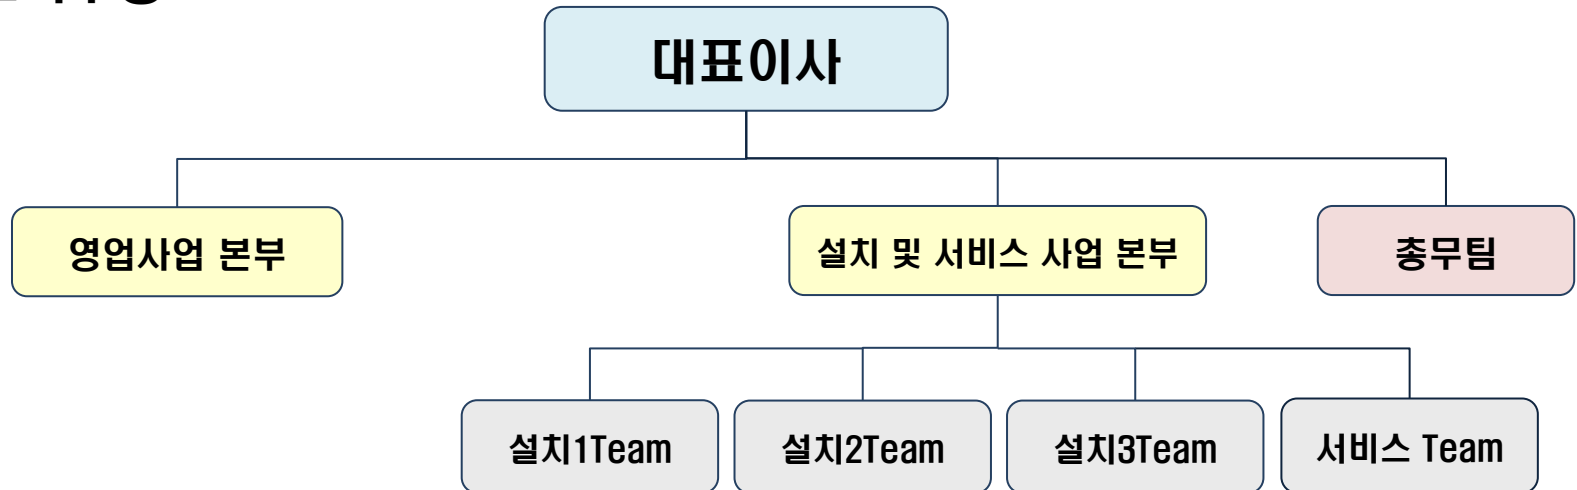 대표이사
영업사업 본부
설치 및 서비스 사업 본부
총무팀
설치1Team
설치2Team
설치3Team
서비스 Team